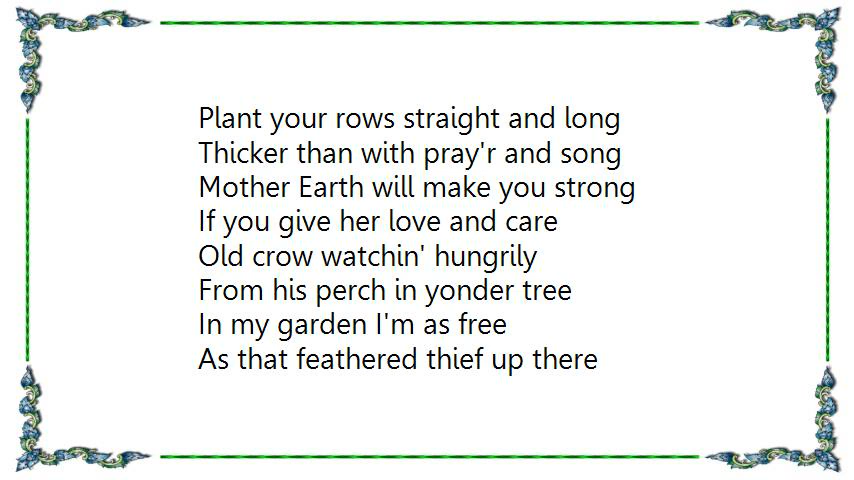 Plant your rows straight and long
Thicker than with pray'r and song
Mother Earth will make you strong
If you give her love and care
Old crow watchin' hungrily
From his perch in yonder tree
In my garden I'm as free
As that feathered thief up there